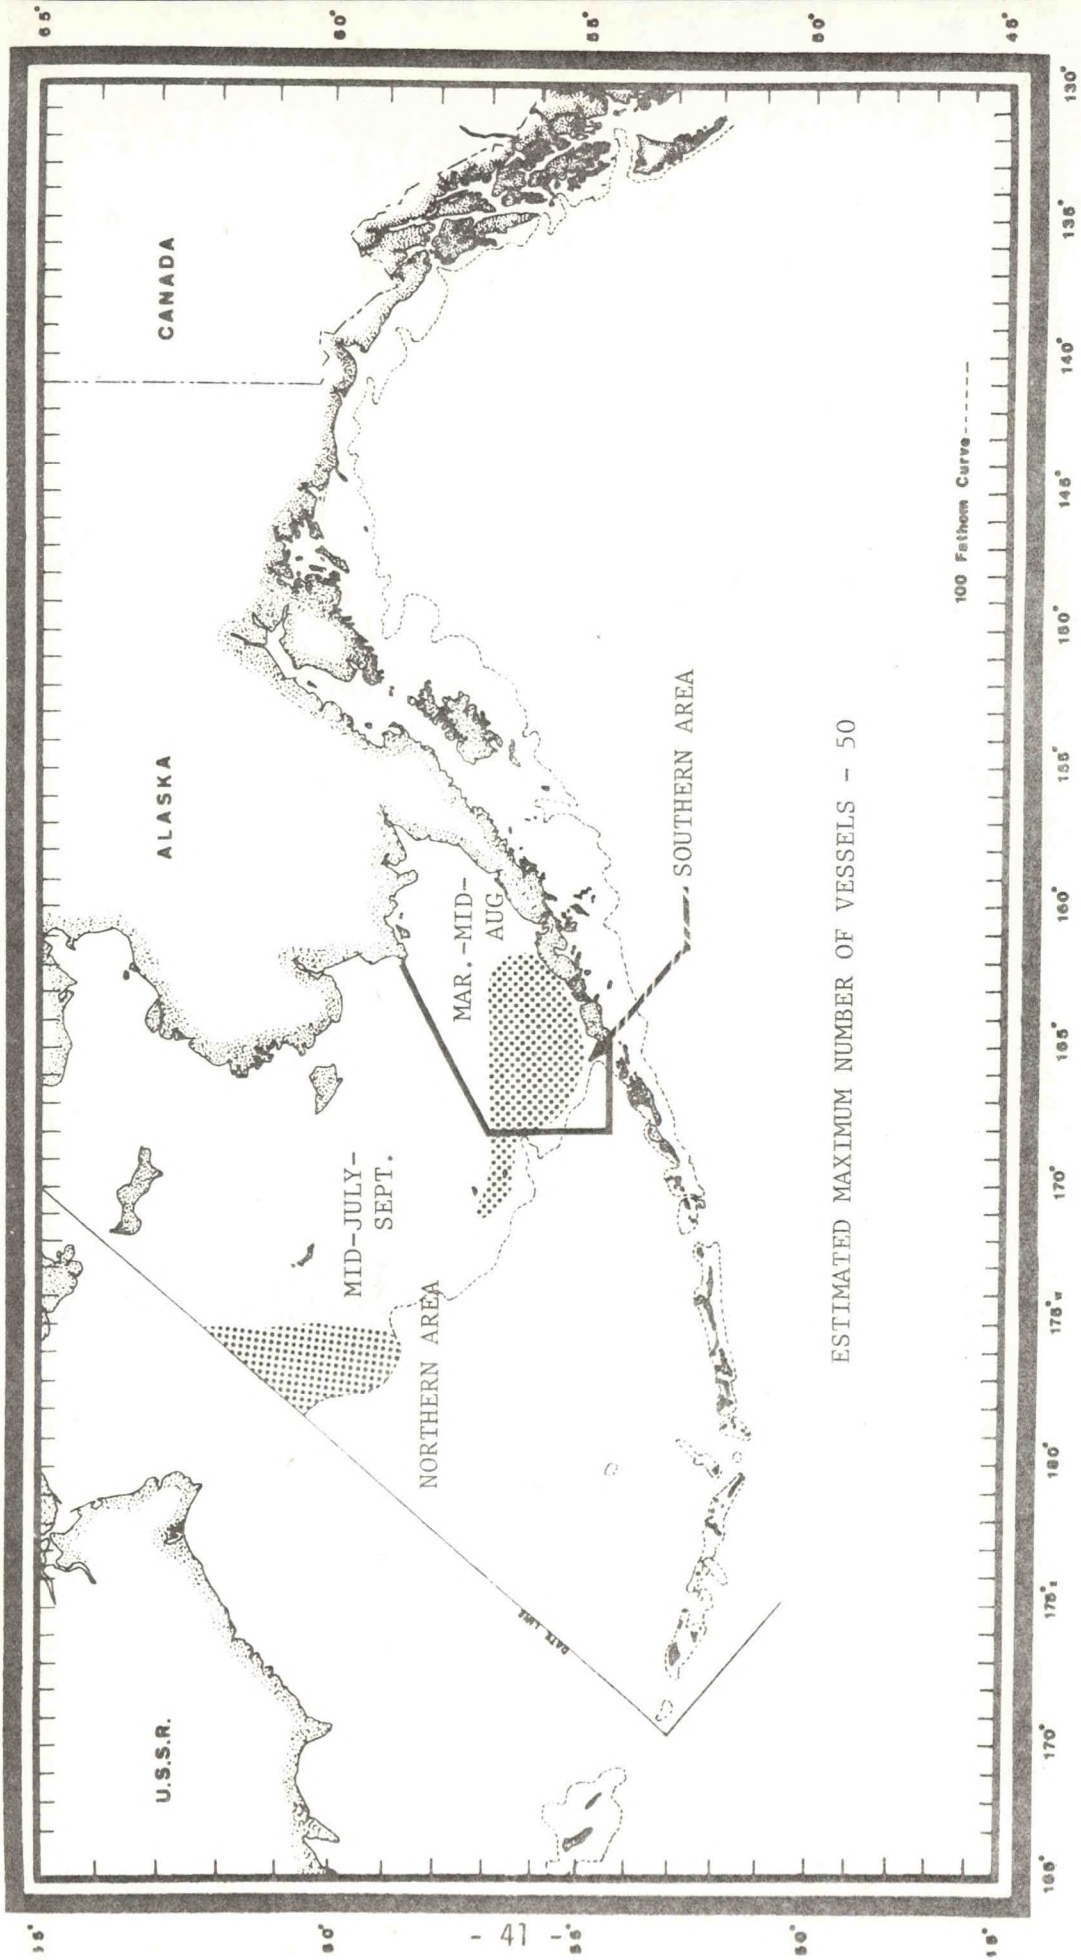 65°
60°
55°
50°
45°
U.S.S.R.
ALASKA
CANADA
MID-JULY-
SEPT.
MAR.-MID-
AUG.
NORTHERN AREA
DATE LINE
SOUTHERN AREA
ESTIMATED MAXIMUM NUMBER OF VESSELS - 50
100 Fathom Curve
60°
165°
170°
175°E
180°
175°W
170°
165°
160°
155°
150°
145°
140°
135°
130°
- 41 -